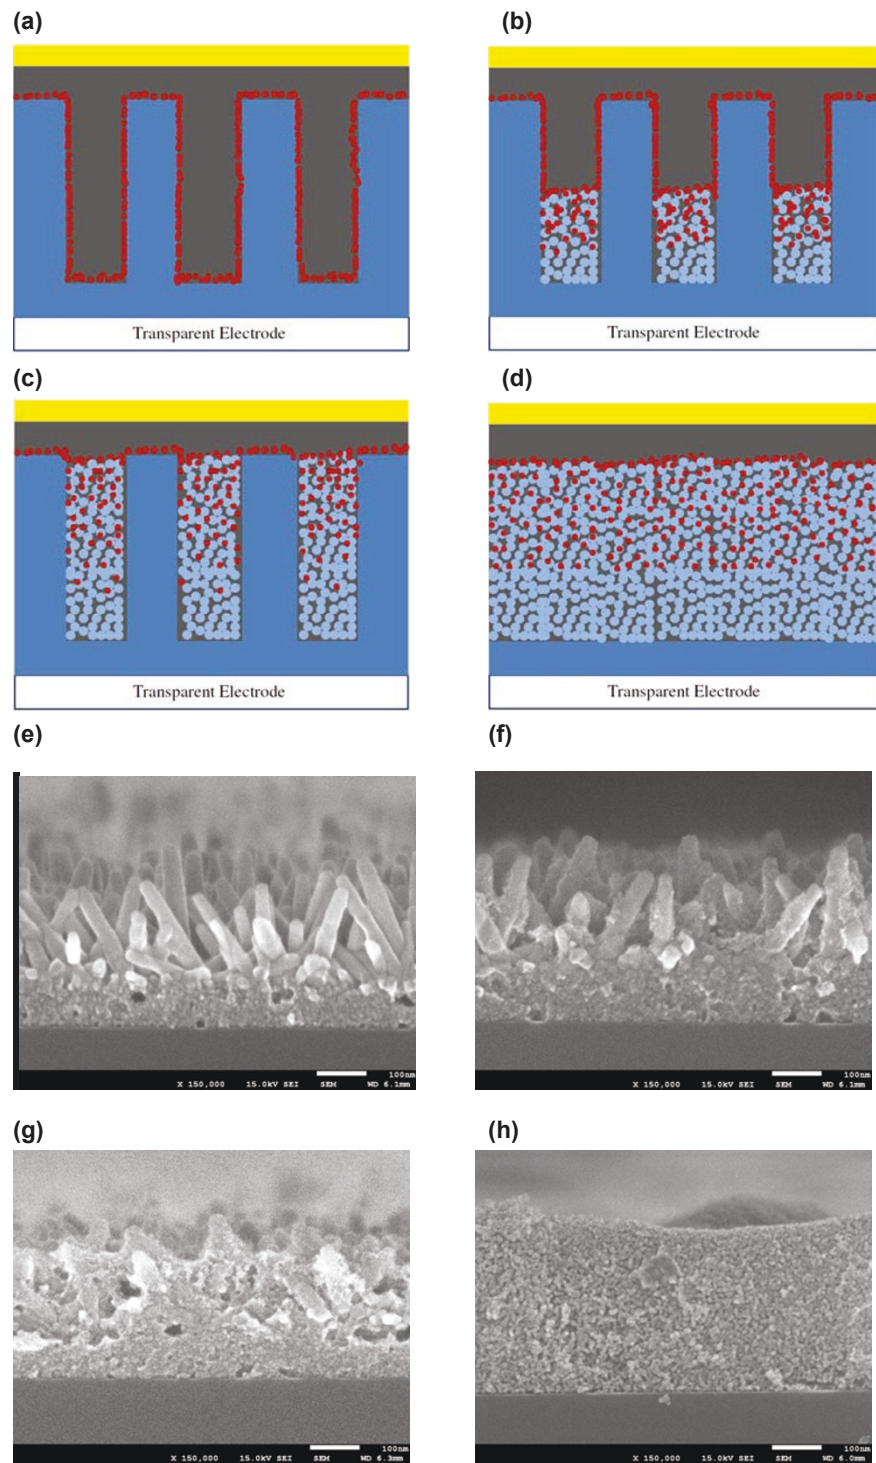 (a)
(b)
Transparent Electrode
Transparent Electrode
(c)
(d)
Transparent Electrode
Transparent Electrode
(e)
(f)
100nm
X 150,000 15.0kV SEI SEM WD 6.1mm
100nm
X 150,000 15.0kV SEI SEM WD 6.1mm
(g)
(h)
100nm
X 150,000 15.0kV SEI SEM WD 6.3mm
100nm
X 150,000 15.0kV SEI SEM WD 6.0mm